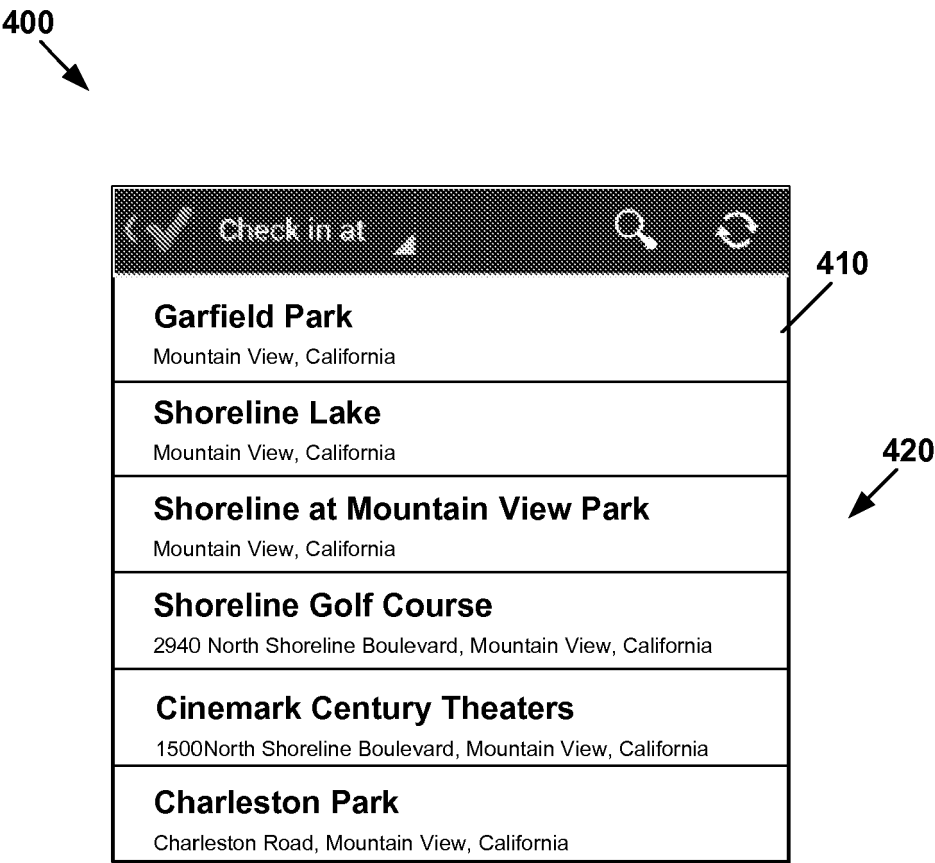 400
Check in at
410
Garfield Park
Mountain View, California
Shoreline Lake
Mountain View, California
420
Shoreline at Mountain View Park
Mountain View, California
Shoreline Golf Course
2940 North Shoreline Boulevard, Mountain View, California
Cinemark Century Theaters
1500North Shoreline Boulevard, Mountain View, California
Charleston Park
Charleston Road, Mountain View, California